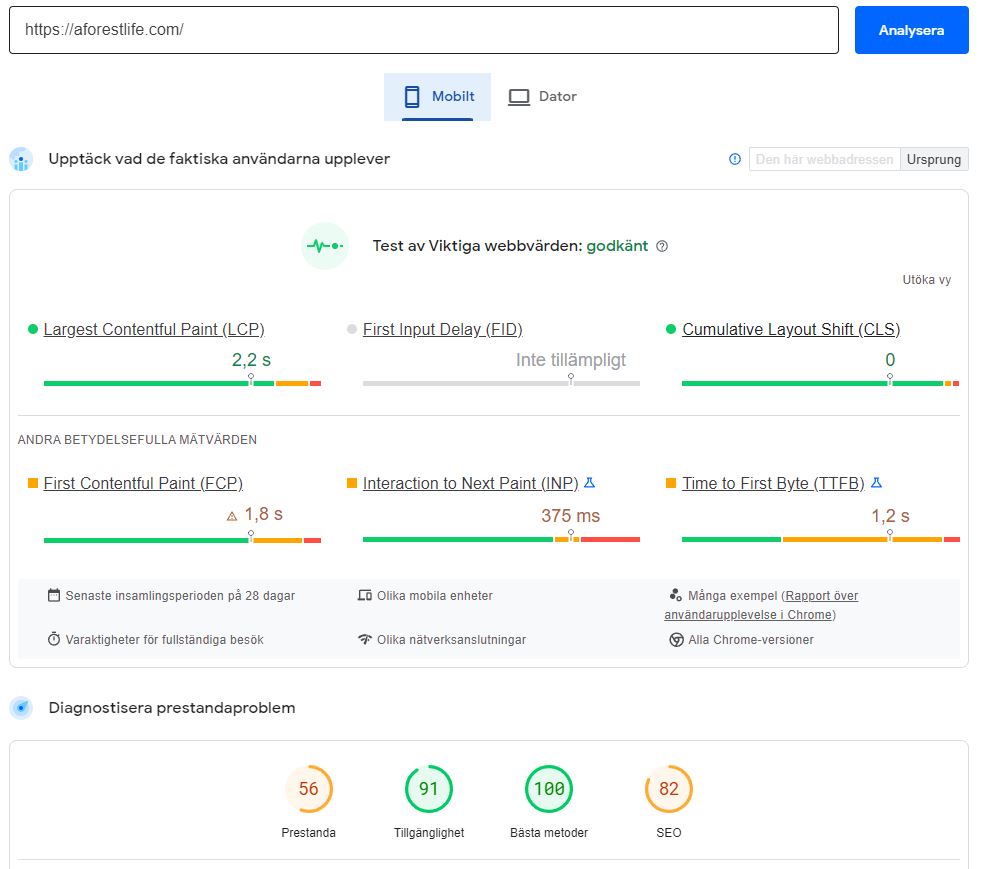 https://aforestlife.com/
Analysera
Mobilt
Dator
Upptäck vad de faktiska användarna upplever
Den här webbadressen
Ursprung
Test av Viktiga webbvärden: godkänt
Utöka vy
Largest Contentful Paint (LCP)
2,2 s
First Input Delay (FID)
Inte tillämpligt
Cumulative Layout Shift (CLS)
0
ANDRA BETYDELSEFULLA MÄTVÄRDEN
First Contentful Paint (FCP)
1,8 s
Interaction to Next Paint (INP)
375 ms
Time to First Byte (TTFB)
1,2 s
Senaste insamlingsperioden på 28 dagar
Olika mobila enheter
Många exempel (Rapport över
användarupplevelse i Chrome)
Varaktigheter för fullständiga besök
Olika nätverksanslutningar
Alla Chrome-versioner
Diagnostisera prestandaproblem
56
Prestanda
91
Tillgänglighet
100
Bästa metoder
82
SEO